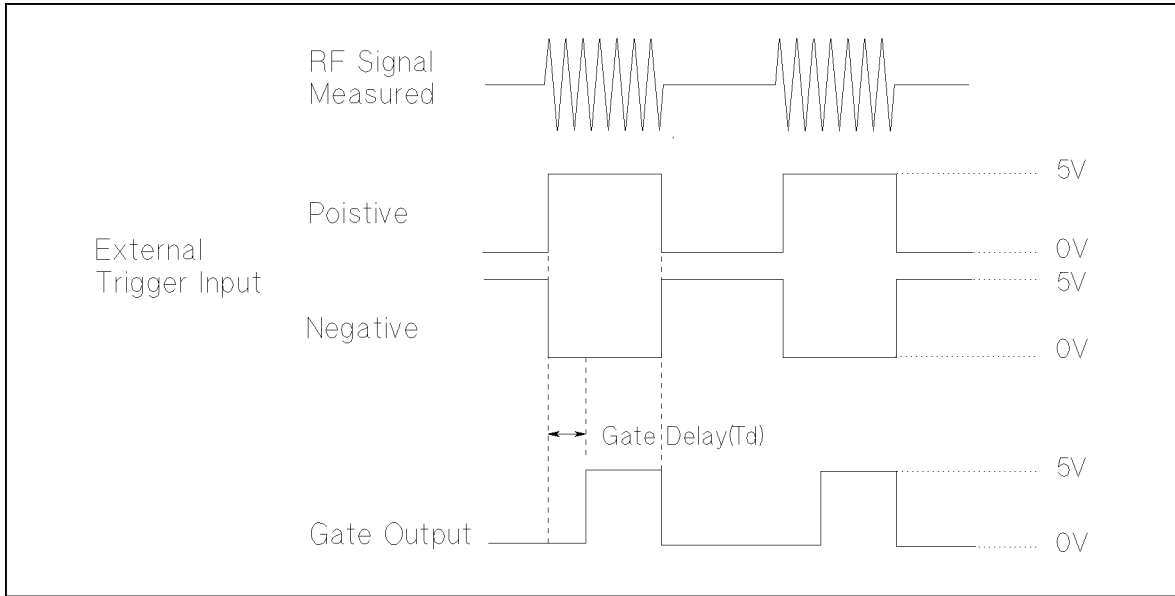 RF Signal
Measured
5V
Poistive
0V
External
Trigger Input
5V
Negative
0V
Gate Delay(Td)
5V
Gate Output
0V